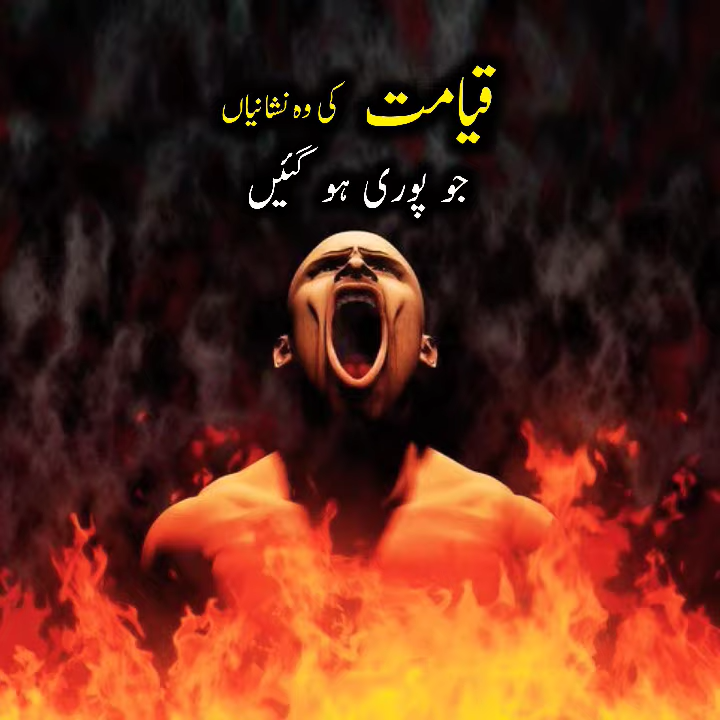 قیامت کی وہ نشانیاں
جو پوری ہو گئیں